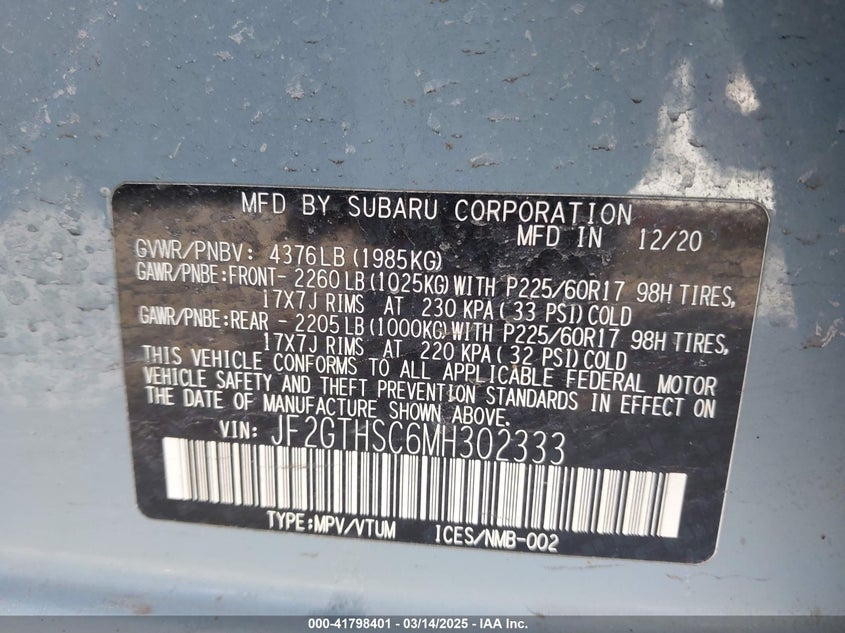 MFD BY SUBARU CORPORATION
MFD IN 12/20
GVWR/PNBV: 4376LB (1985KG)
GAWR/PNBE:FRONT- 2260LB (1025KG) WITH P225/60R17 98H TIRES,
17X7J RIMS AT 230 KPA ( 33 PSI) COLD
GAWR/PNBE:REAR - 2205LB (1000KG) WITH P225/60R17 98H TIRES,
17X7J RIMS AT 220 KPA ( 32 PSI) COLD
THIS VEHICLE CONFORMS TO ALL APPLICABLE FEDERAL MOTOR
VEHICLE SAFETY AND THEFT PREVENTION STANDARDS IN EFFECT ON
THE DATE OF MANUFACTURE SHOWN ABOVE.
VIN: JF2GTHSC6MH302333
TYPE:MPV/VTUM ICES/NMB-002
000-41798401 - 03/14/2025 - IAA Inc.